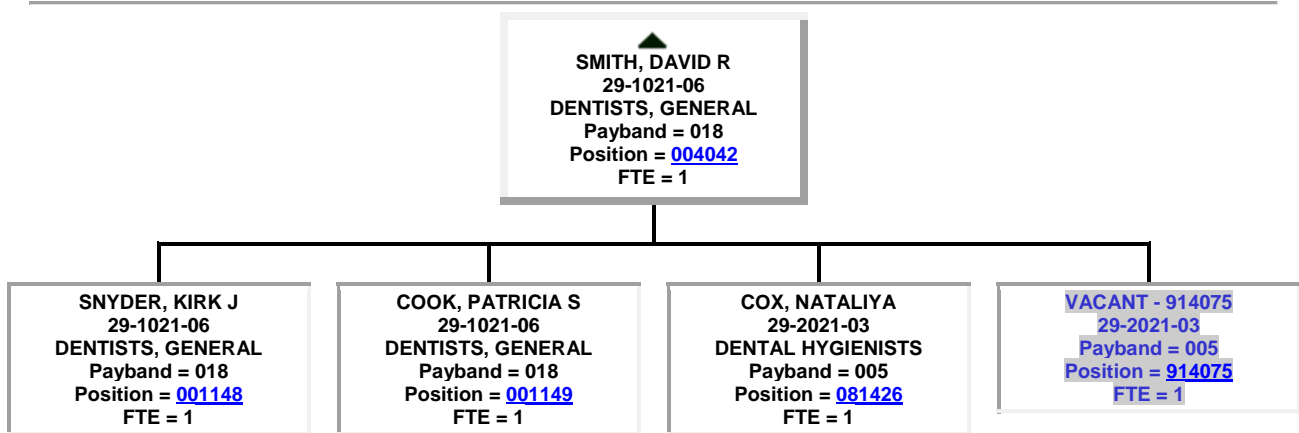 SMITH, DAVID R
29-1021-06
DENTISTS, GENERAL
Payband = 018
Position = 004042
FTE = 1
SNYDER, KIRK J
29-1021-06
DENTISTS, GENERAL
Payband = 018
Position = 001148
FTE = 1
COOK, PATRICIA S
29-1021-06
DENTISTS, GENERAL
Payband = 018
Position = 001149
FTE = 1
COX, NATALIYA
29-2021-03
DENTAL HYGIENISTS
Payband = 005
Position = 081426
FTE = 1
VACANT - 914075
29-2021-03
Payband = 005
Position = 914075
FTE = 1